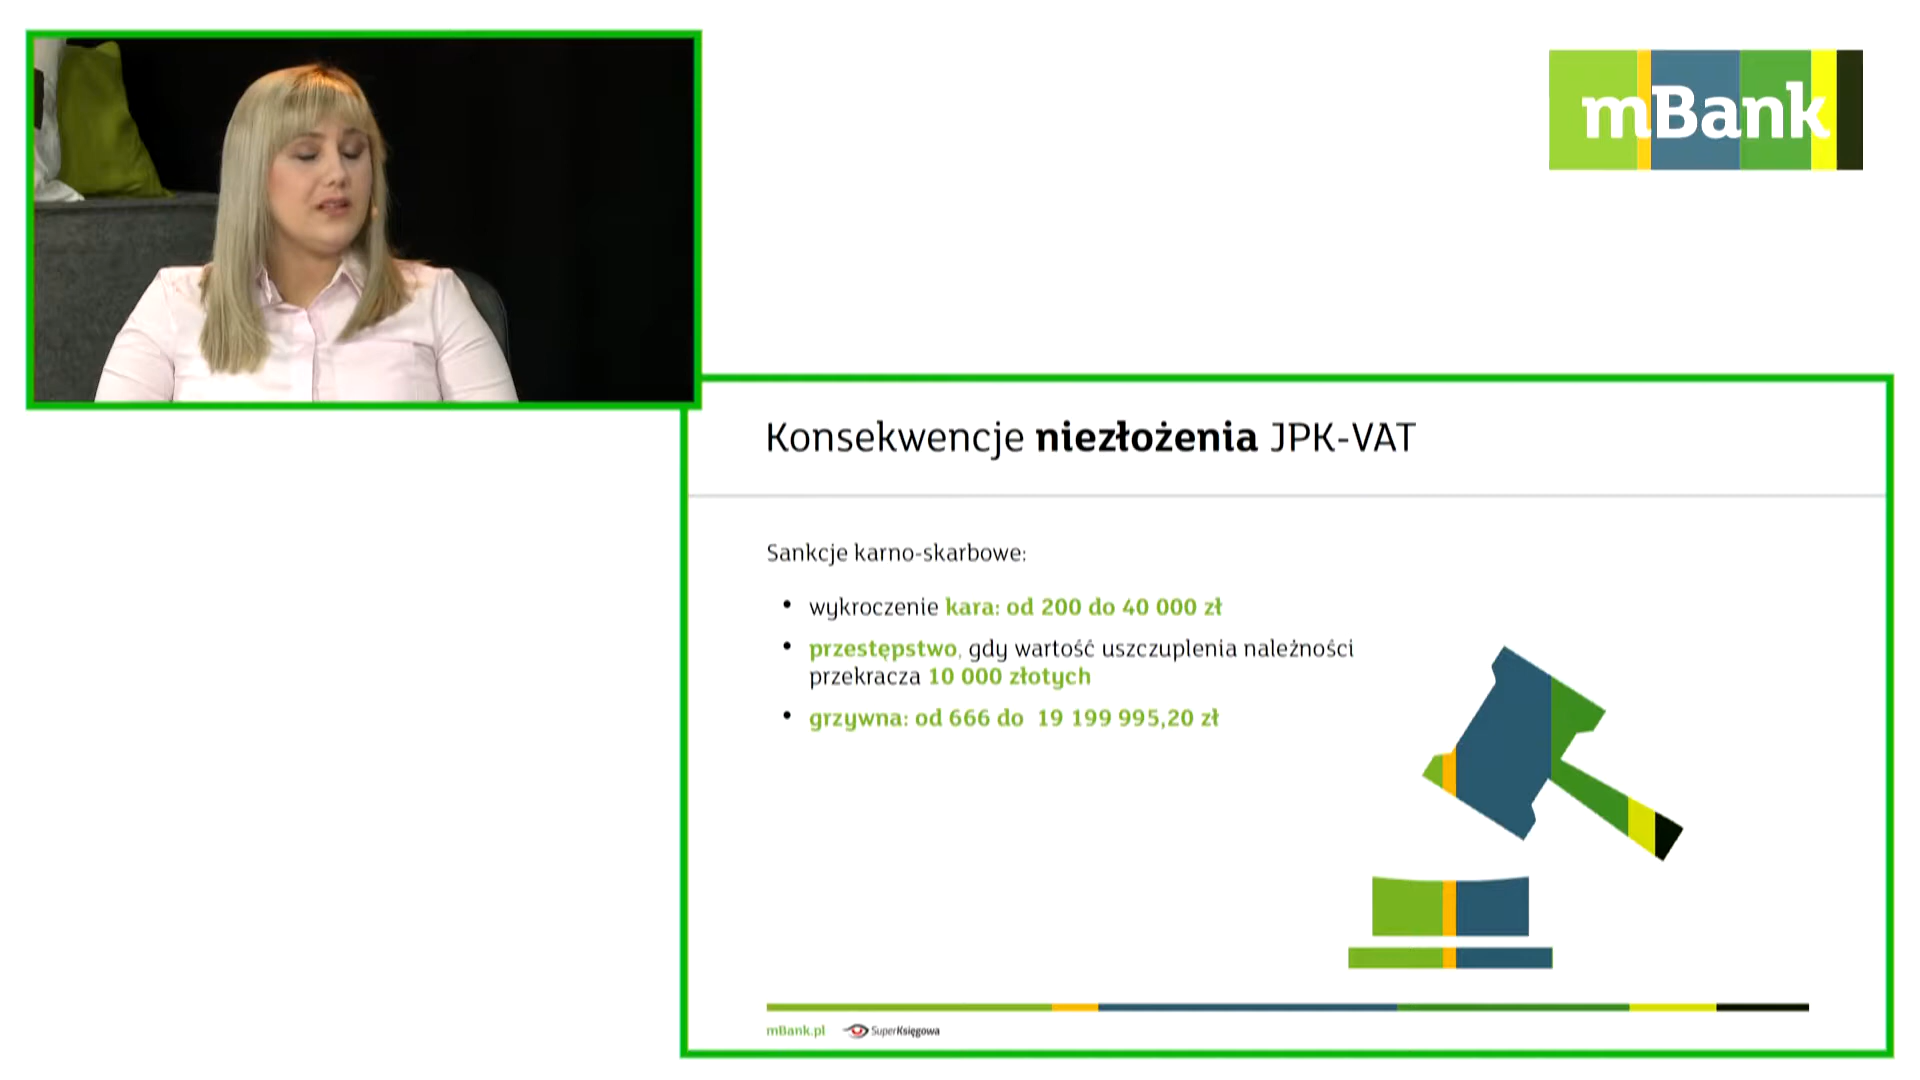 mBank
Konsekwencje niezłożenia JPK-VAT
Sankcje karno-skarbowe:
• wykroczenie kara: od 200 do 40 000 zł
• przestępstwo, gdy wartość uszczuplenia należności
przekracza 10 000 złotych
• grzywna: od 666 do 19 199 995,20 zł
mBank.pl SuperKsięgowa